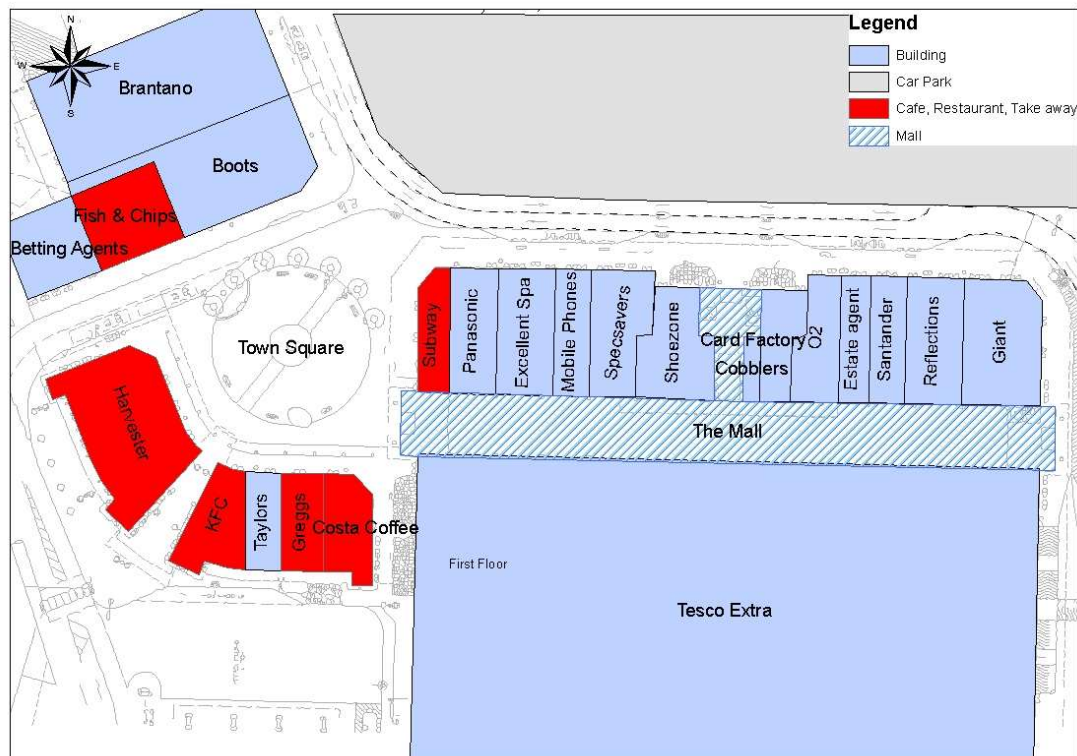 N
W
E
S
Legend
Building
Car Park
Cafe, Restaurant, Take away
Mall
Brantano
Boots
Fish & Chips
Betting Agents
Town Square
Subway
Panasonic
Excellent Spa
Mobile Phones
Specsavers
Shoezone
Card Factory
Cobblers
O2
Estate agent
Santander
Reflections
Giant
The Mall
Harvester
KFC
Taylors
Greggs
Costa Coffee
First Floor
Tesco Extra